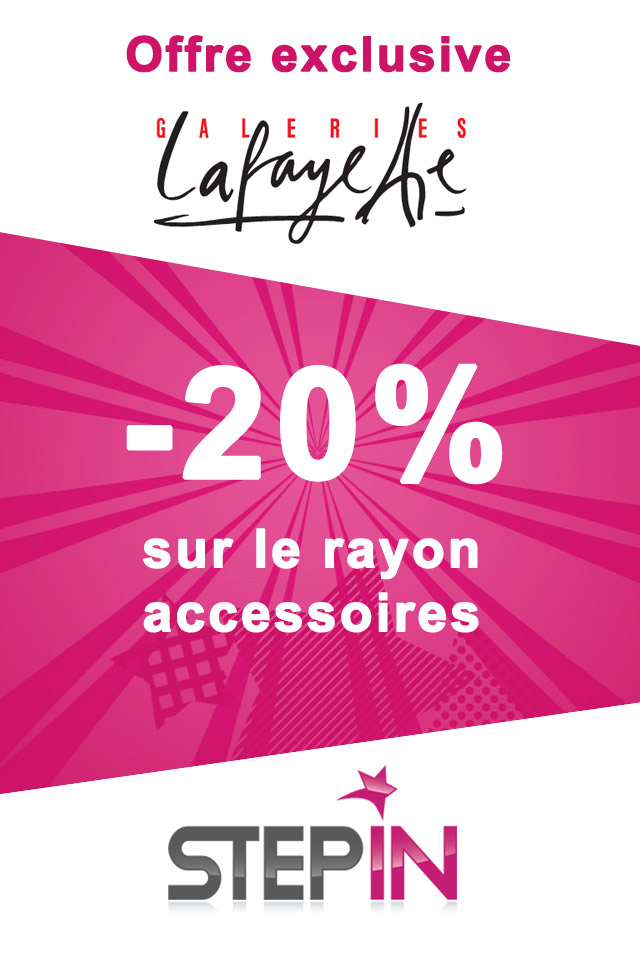 Offre exclusive
GALERIES
Lafayette
-20%
sur le rayon
accessoires
STEPIN